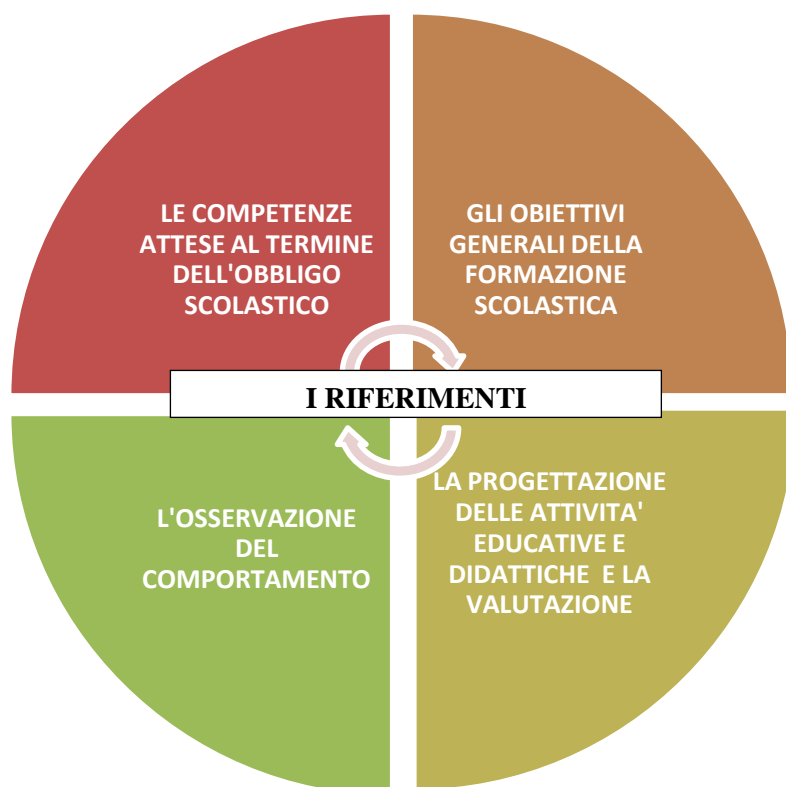 LE COMPETENZE
ATTESE AL TERMINE
DELL'OBBLIGO
SCOLASTICO
GLI OBIETTIVI
GENERALI DELLA
FORMAZIONE
SCOLASTICA
I RIFERIMENTI
L'OSSERVAZIONE
DEL
COMPORTAMENTO
LA PROGETTAZIONE
DELLE ATTIVITA'
EDUCATIVE E
DIDATTICHE E LA
VALUTAZIONE